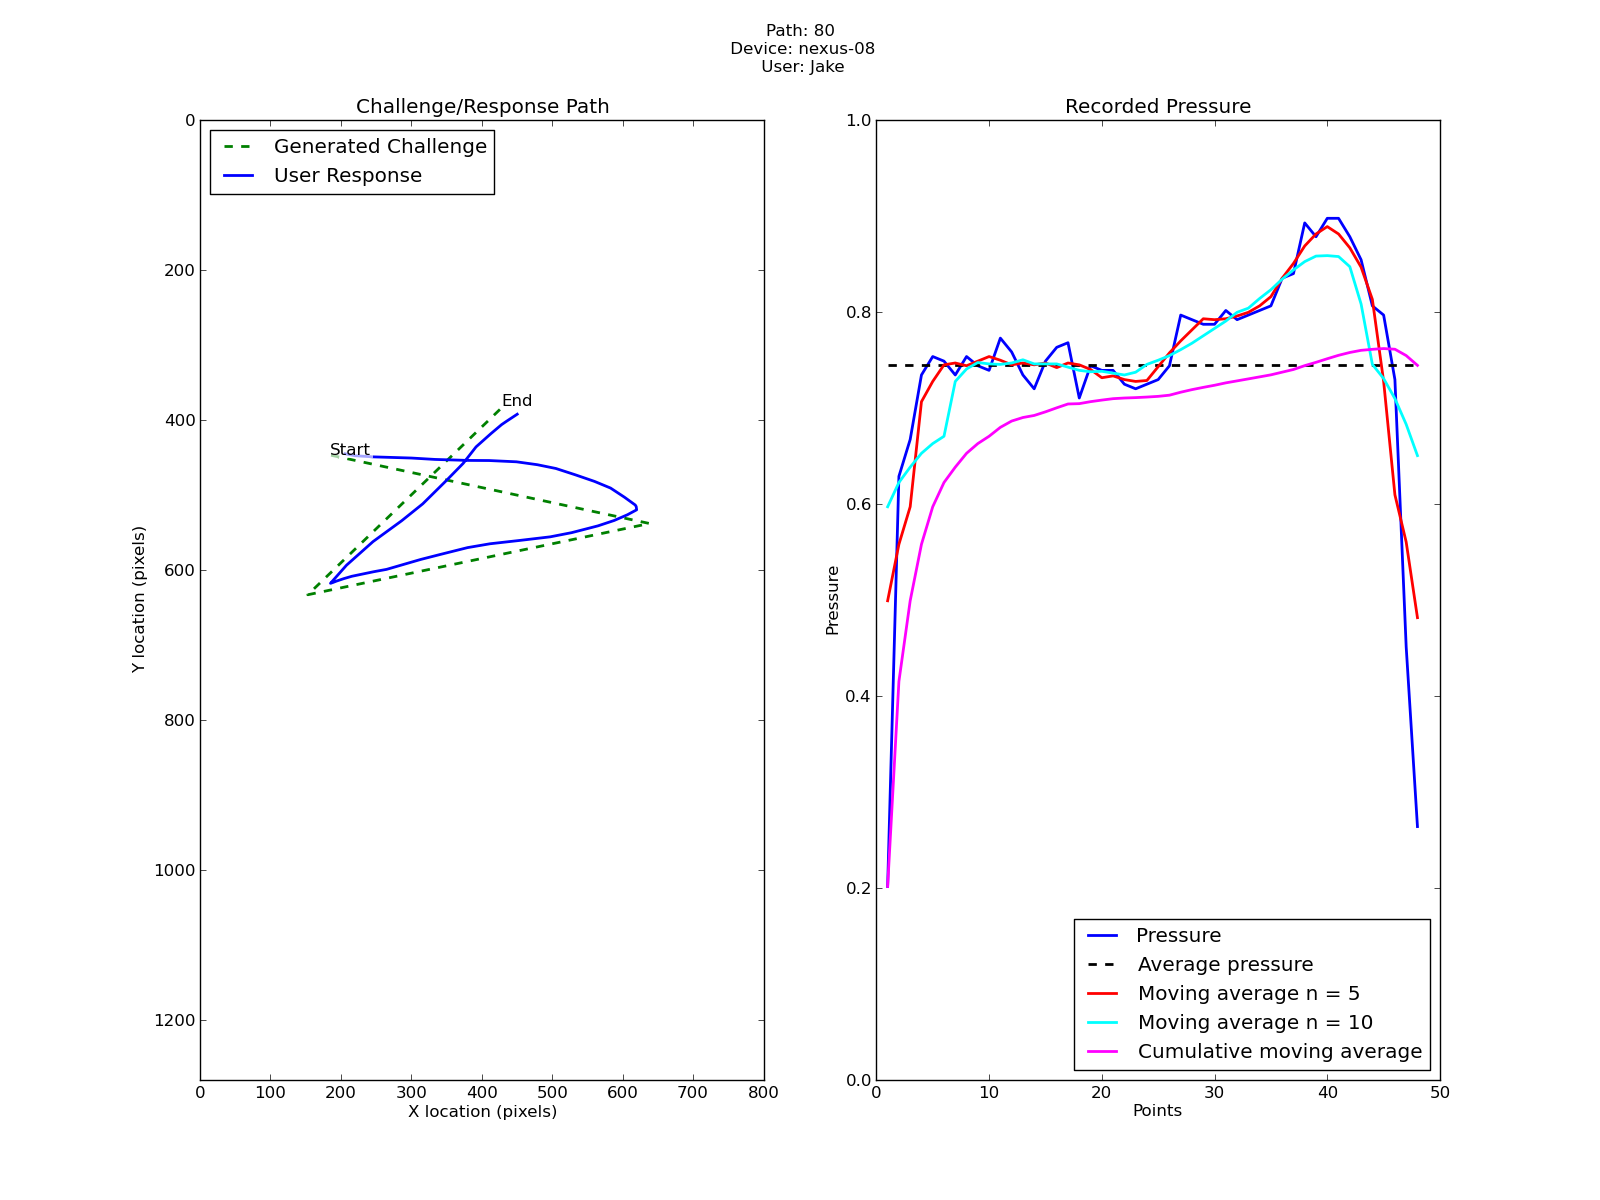 Path: 80
Device: nexus-08
User: Jake
Challenge/Response Path
Generated Challenge
User Response
Start
End
0
200
400
600
800
1000
1200
Y location (pixels)
0 100 200 300 400 500 600 700 800
X location (pixels)
Recorded Pressure
1.0
0.8
0.6
0.4
0.2
0.0
Pressure
Pressure
Average pressure
Moving average n = 5
Moving average n = 10
Cumulative moving average
0 10 20 30 40 50
Points